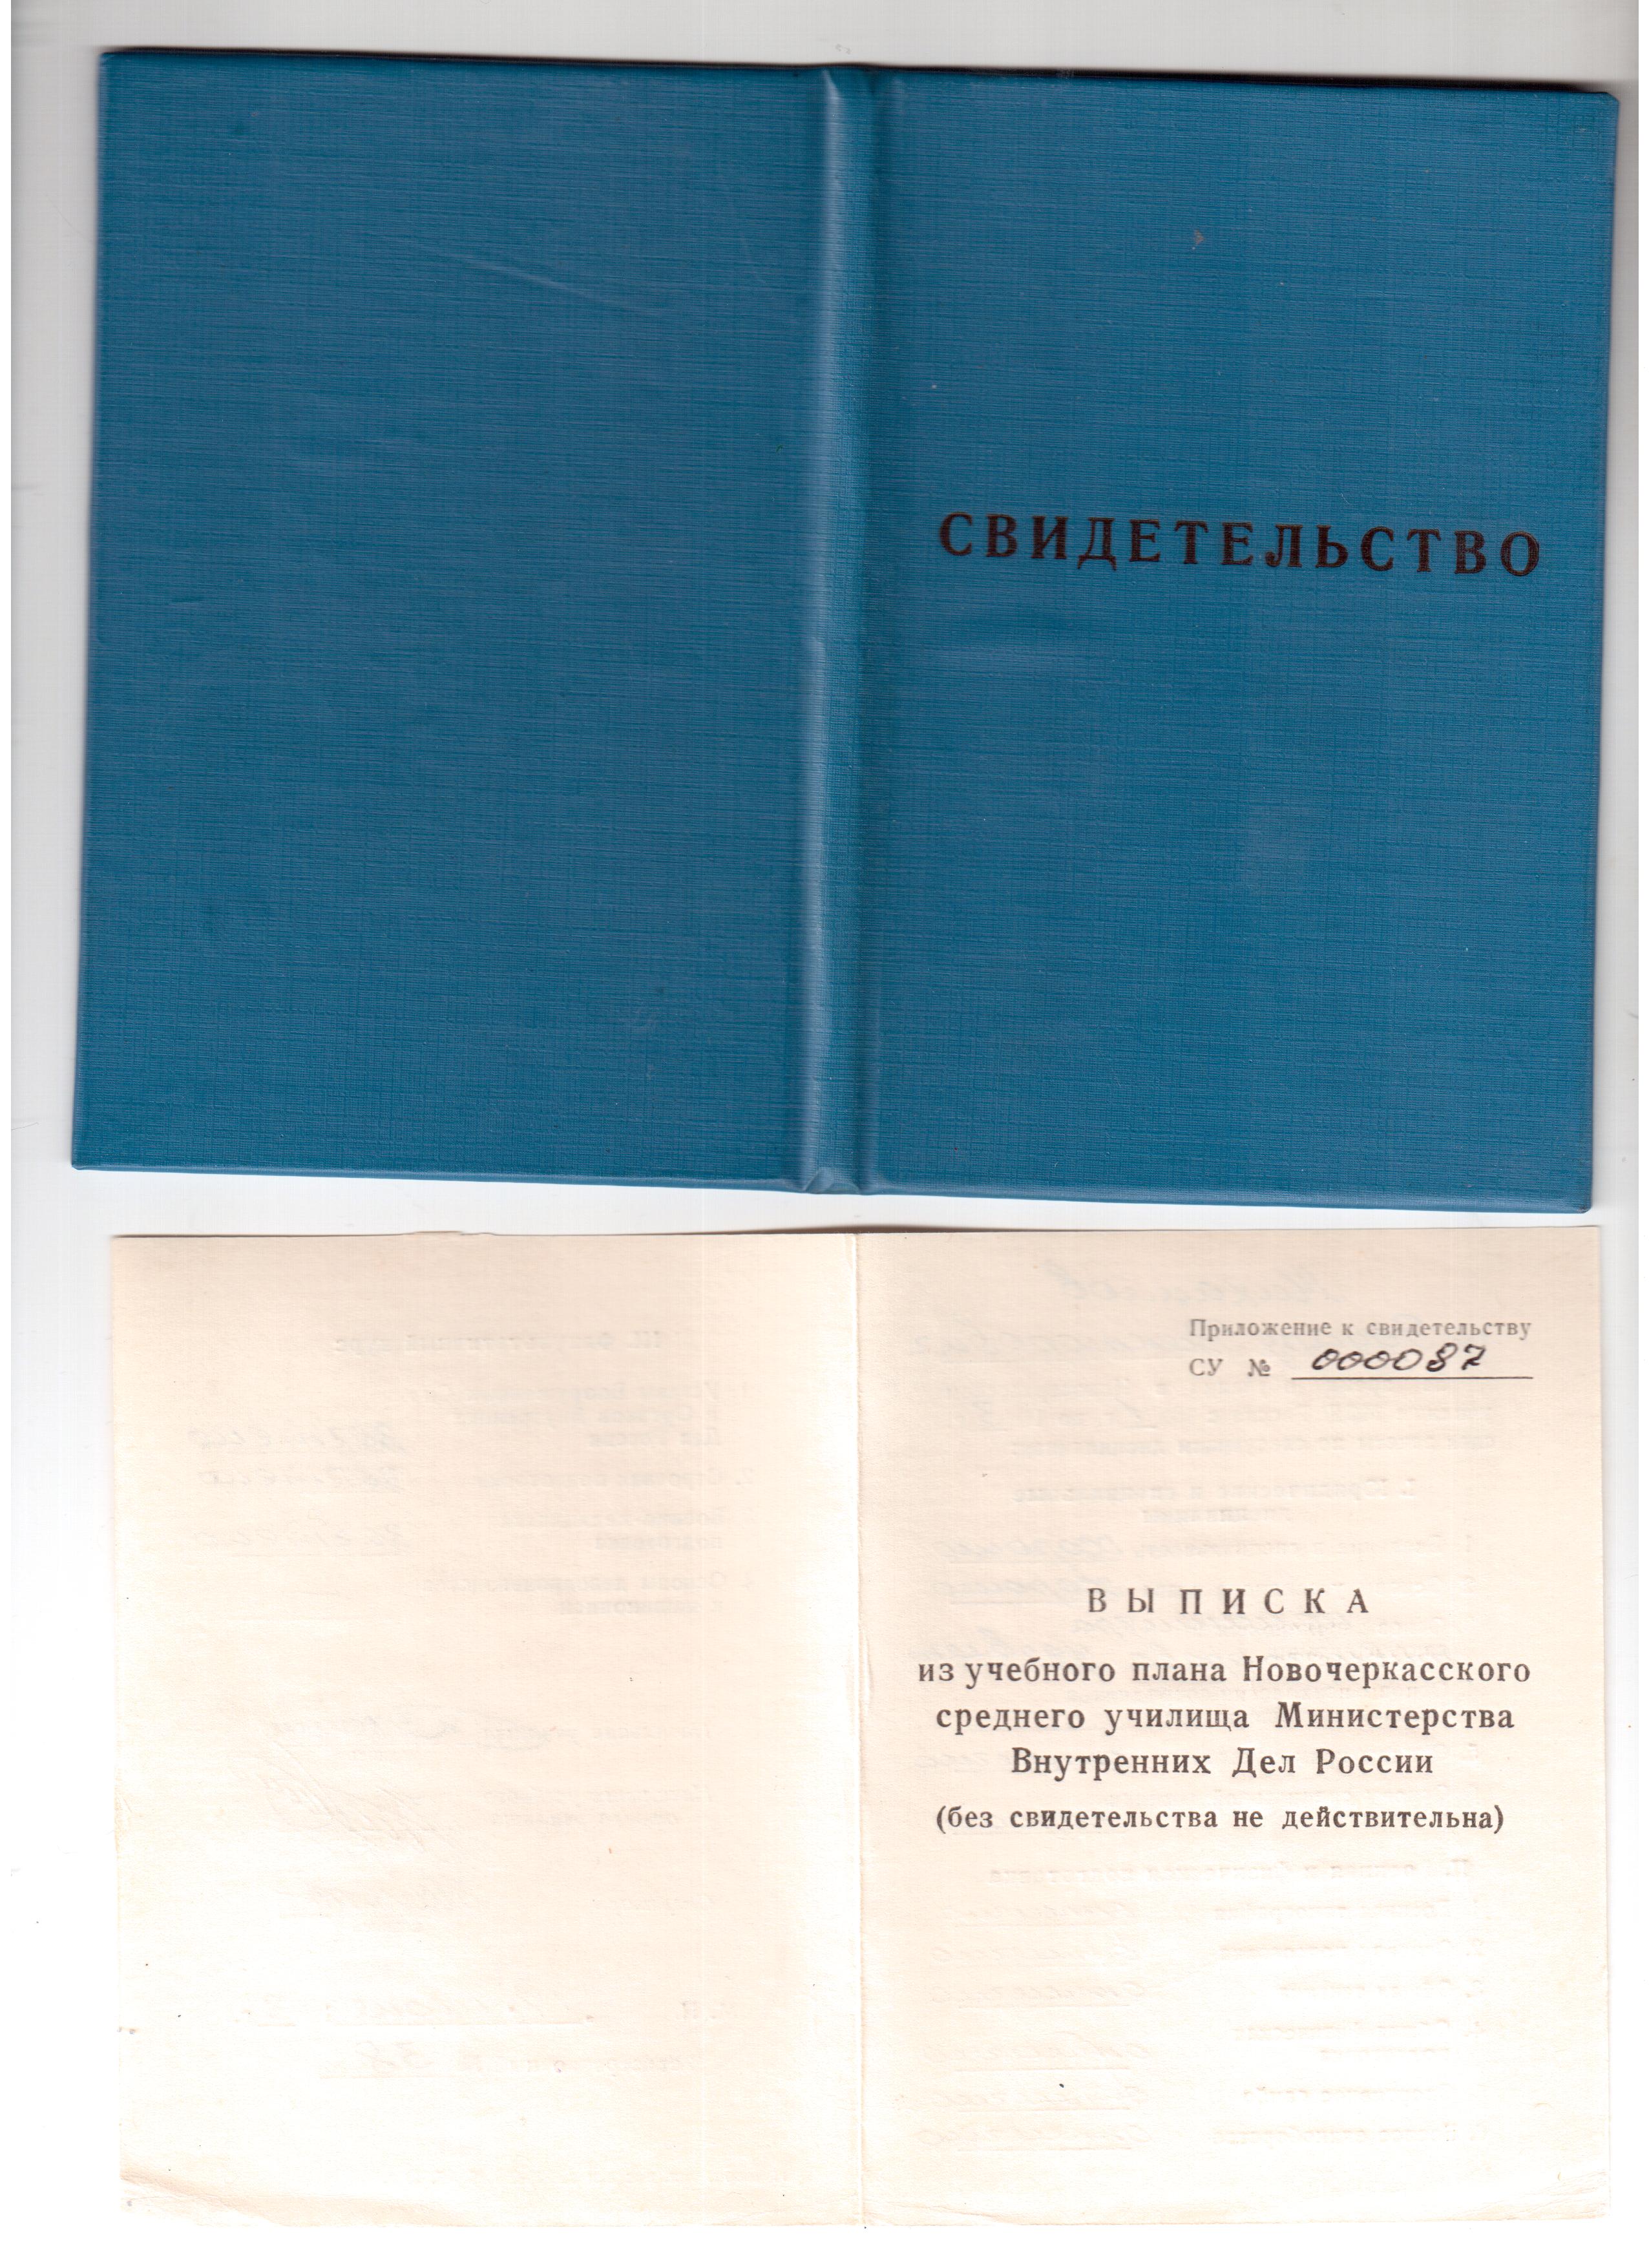 СВИДЕТЕЛЬСТВО
Приложение к свидетельству
СУ № 000087
ВЫПИСКА
из учебного плана Новочеркасского
среднего училища Министерства
Внутренних Дел России
(без свидетельства не действительна)